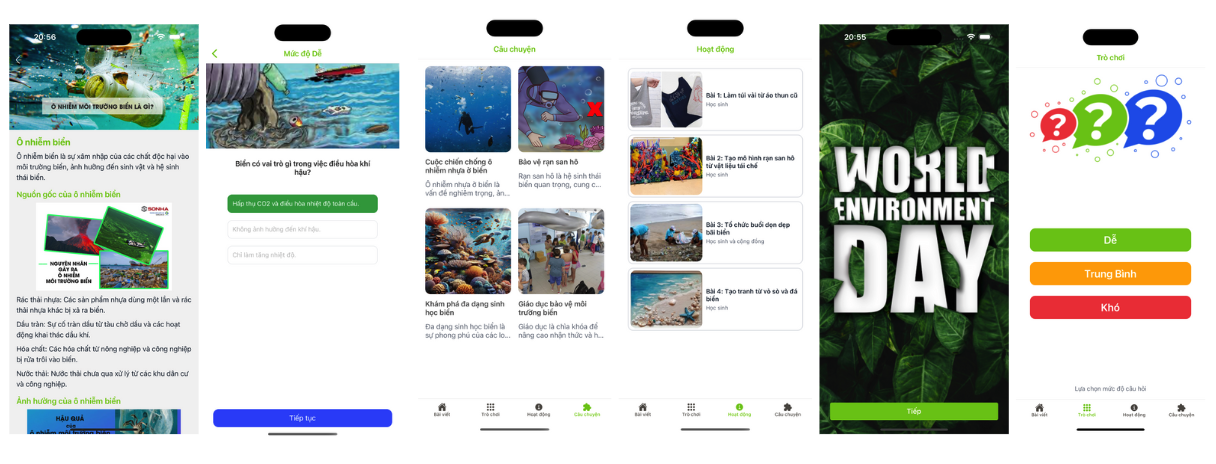 20:56
Ô NHIỄM MÔI TRƯỜNG BIỂN LÀ GÌ?
Ô nhiễm biển
Ô nhiễm biển là sự xâm nhập của các chất độc hại vào
môi trường biển, ảnh hưởng đến sinh vật và hệ sinh
thái biển.
Nguồn gốc của ô nhiễm biển
SONHA
NGUYÊN NHÂN
GÂY RA
Ô NHIỄM
MÔI TRƯỜNG BIỂN
Rác thải nhựa: Các sản phẩm nhựa dùng một lần và rác
thải nhựa khác bị xả ra biển.
Dầu tràn: Sự cố tràn dầu từ tàu chở dầu và các hoạt
động khai thác dầu khí.
Hóa chất: Các hóa chất từ nông nghiệp và công nghiệp
bị rửa trôi vào biển.
Nước thải: Nước thải chưa qua xử lý từ các khu dân cư
và công nghiệp.
Ảnh hưởng của ô nhiễm biển
HẬU QUẢ
CỦA
ô nhiễm môi trường biển
Mức độ Dễ
Biển có vai trò gì trong việc điều hòa khí
hậu?
Hấp thụ CO2 và điều hòa nhiệt độ toàn cầu.
Không ảnh hưởng đến khí hậu.
Chỉ làm tăng nhiệt độ.
Tiếp tục
Câu chuyện
Cuộc chiến chống ô
nhiễm nhựa ở biển
Ô nhiễm nhựa ở biển là
vấn đề nghiêm trọng, ản...
Bảo vệ rạn san hô
Rạn san hô là hệ sinh thái
biển quan trọng, cung c...
Khám phá đa dạng sinh
học biển
Đa dạng sinh học biển là
sự phong phú của các lo...
Giáo dục bảo vệ môi
trường biển
Giáo dục là chìa khóa để
nâng cao nhận thức và h...
Bài viết
Trò chơi
Hoạt động
Câu chuyện
Hoạt động
Bài 1: Làm túi vải từ áo thun cũ
Học sinh
Bài 2: Tạo mô hình rạn san hô
từ vật liệu tái chế
Học sinh
Bài 3: Tổ chức buổi dọn dẹp
bãi biển
Học sinh và cộng đồng
Bài 4: Tạo tranh từ vỏ sò và đá
biển
Học sinh
Bài viết
Trò chơi
Hoạt động
Câu chuyện
20:55
WORLD
ENVIRONMENT
DAY
Tiếp
Trò chơi
???
Dễ
Trung Bình
Khó
Lựa chọn mức độ câu hỏi
Bài viết
Trò chơi
Hoạt động
Câu chuyện